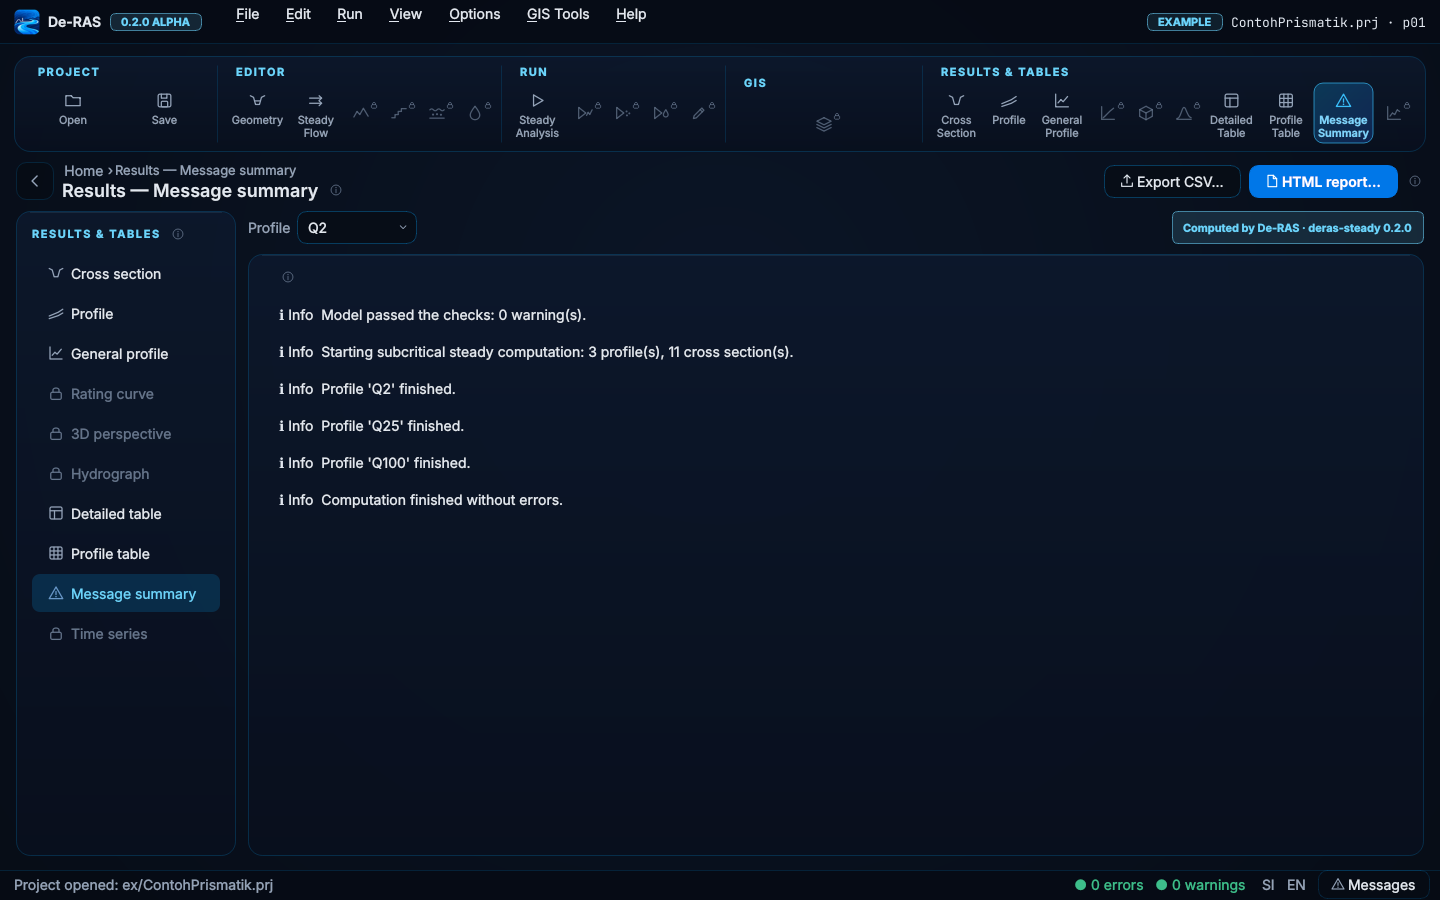 De-RAS 0.2.0 ALPHA File Edit Run View Options GIS Tools Help EXAMPLE ContohPrismatik.prj · p01
PROJECT
Open Save
EDITOR
Geometry Steady Flow
RUN
Steady Analysis
GIS
RESULTS & TABLES
Cross Section Profile General Profile Detailed Table Profile Table Message Summary
Home › Results — Message summary
Results — Message summary
Export CSV... HTML report...
RESULTS & TABLES
Cross section
Profile
General profile
Rating curve
3D perspective
Hydrograph
Detailed table
Profile table
Message summary
Time series
Profile Q2
Computed by De-RAS · deras-steady 0.2.0
ℹ Info Model passed the checks: 0 warning(s).
ℹ Info Starting subcritical steady computation: 3 profile(s), 11 cross section(s).
ℹ Info Profile 'Q2' finished.
ℹ Info Profile 'Q25' finished.
ℹ Info Profile 'Q100' finished.
ℹ Info Computation finished without errors.
Project opened: ex/ContohPrismatik.prj
0 errors 0 warnings SI EN Messages